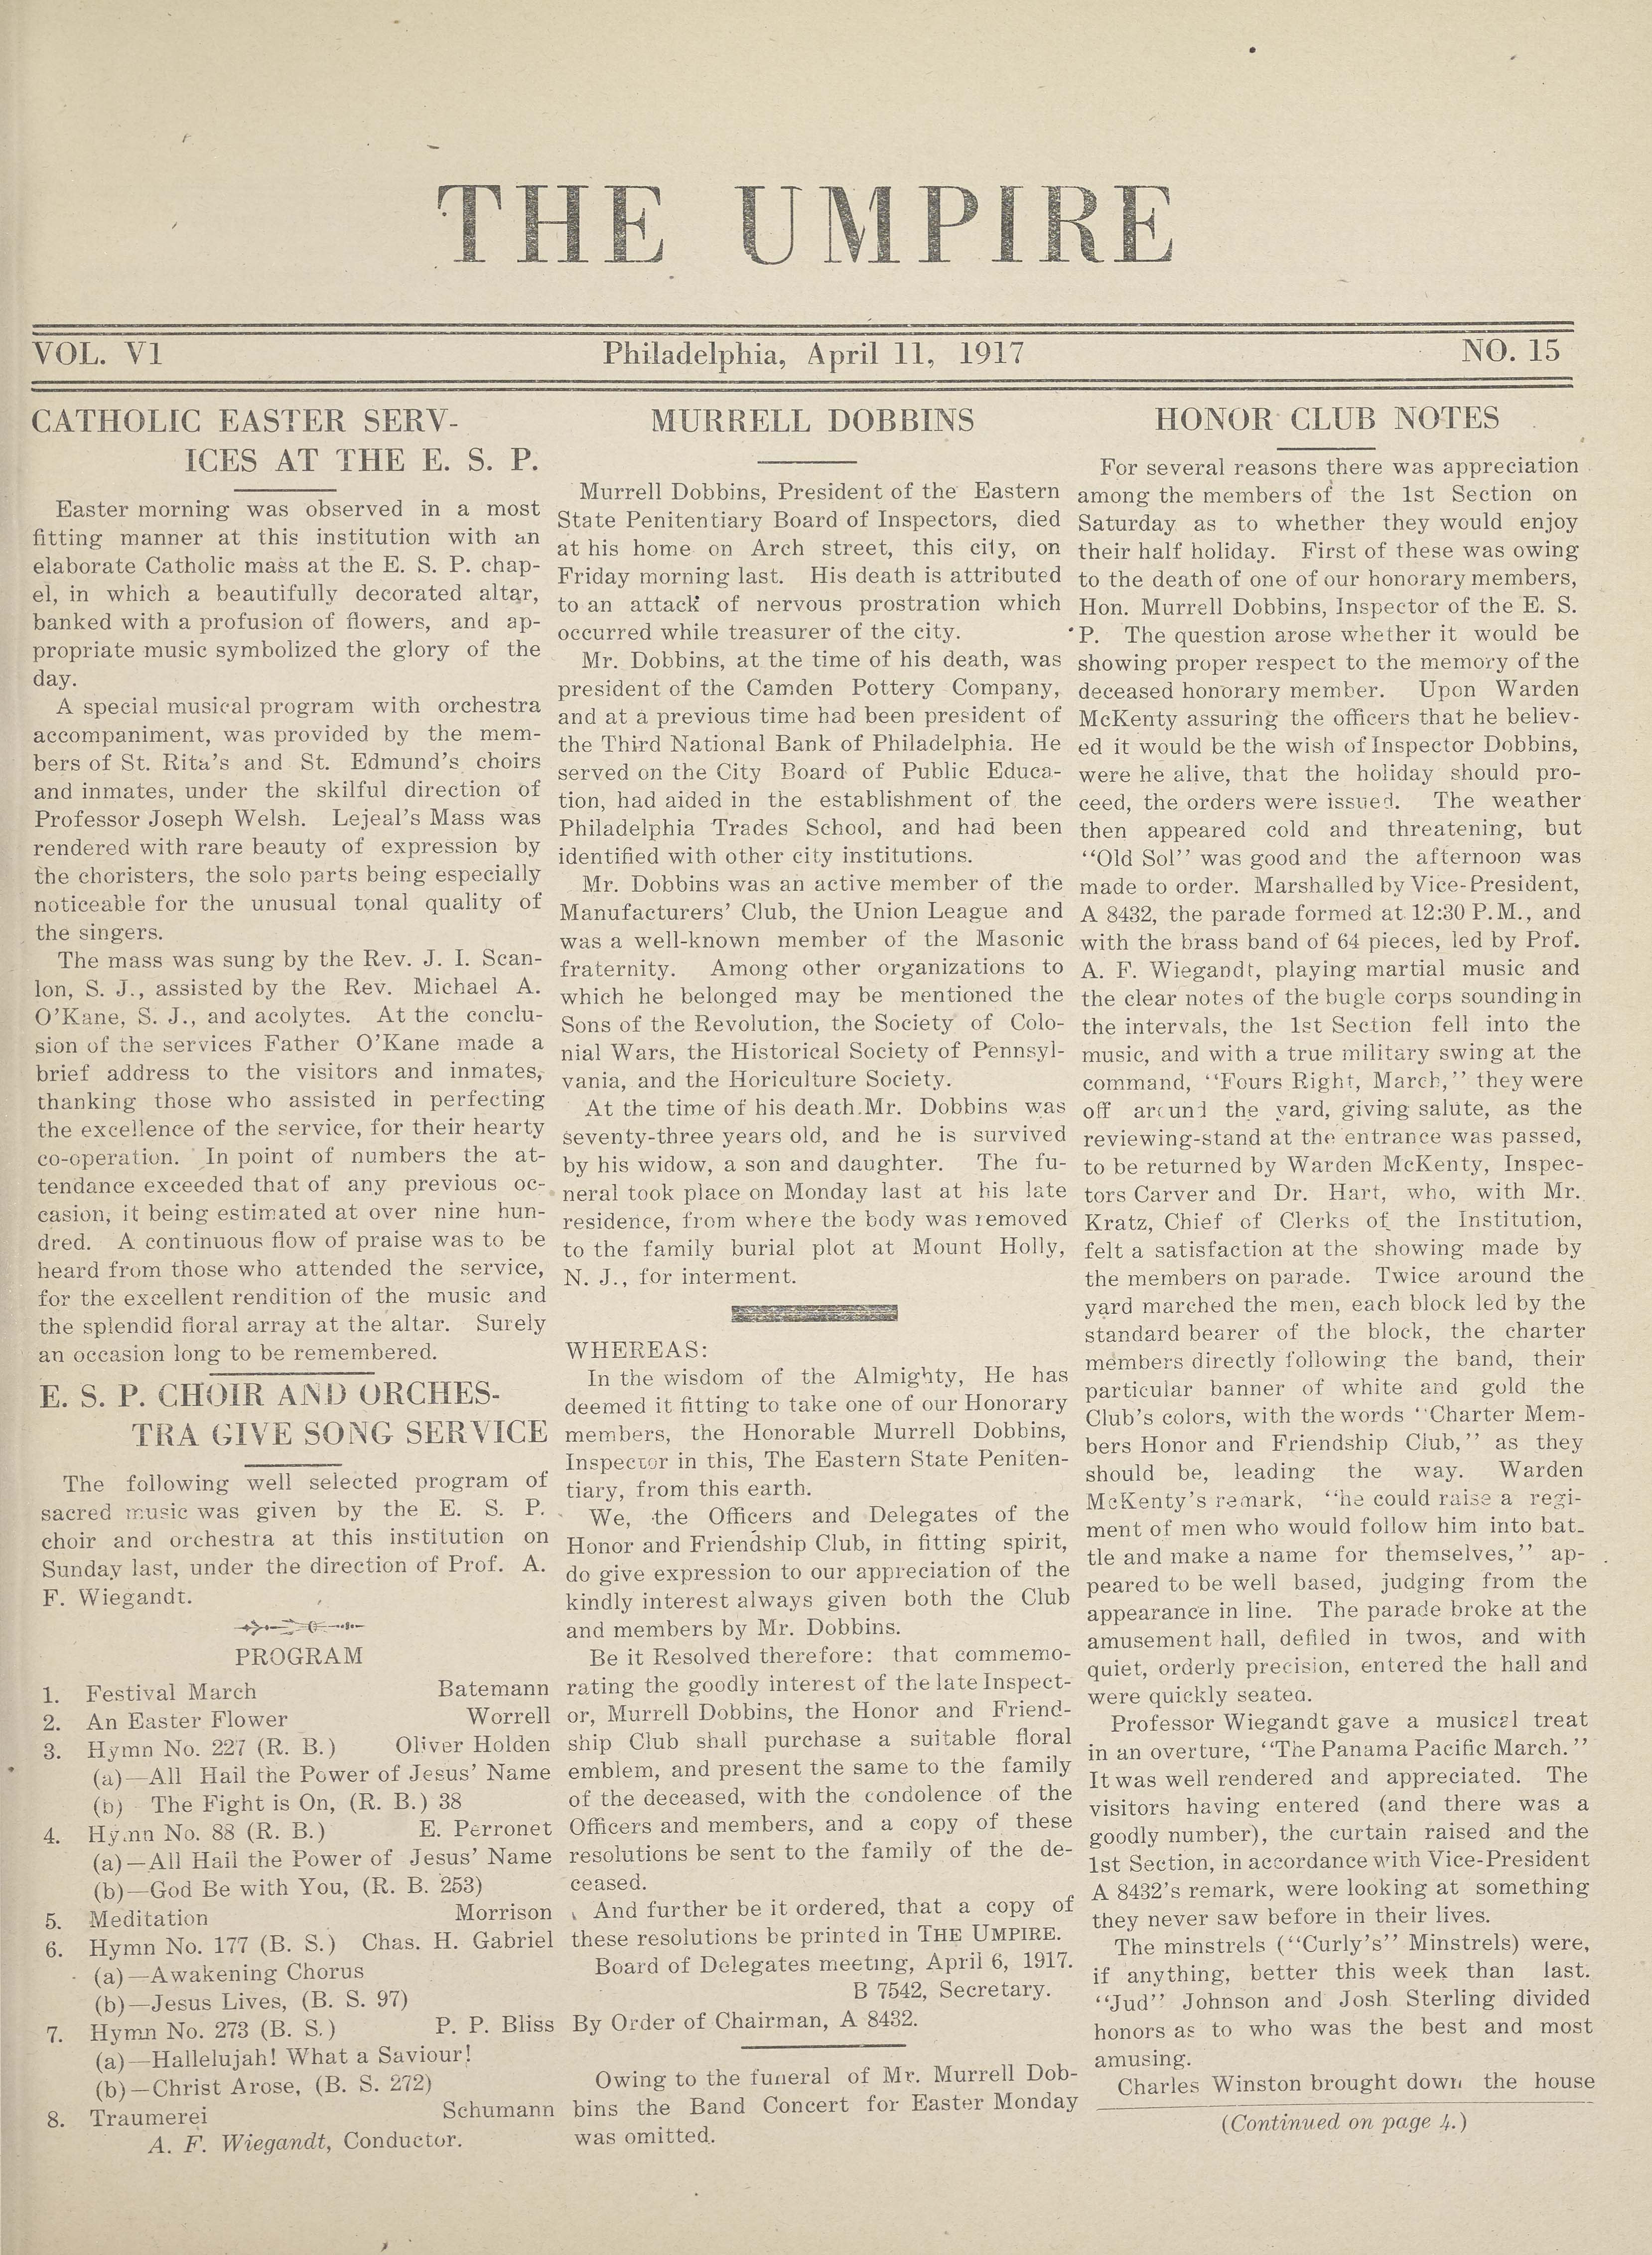 THE UMPIRE
VOL. V1
Philadelphia, April 11, 1917
NO. 15
CATHOLIC EASTER SERV-
ICES AT THE E. S. P.
Easter morning was observed in a most
fitting manner at this institution with an
elaborate Catholic mass at the E. S. P. chap-
el, in which a beautifully decorated altar,
banked with a profusion of flowers, and ap-
propriate music symbolized the glory of the
day.
A special musical program with orchestra
accompaniment, was provided by the mem-
bers of St. Rita's and St. Edmund's choirs
and inmates, under the skilful direction of
Professor Joseph Welsh. Lejeal's Mass was
rendered with rare beauty of expression by
the choristers, the solo parts being especially
noticeable for the unusual tonal quality of
the singers.
The mass was sung by the Rev. J. I. Scan-
lon, S. J., assisted by the Rev. Michael A.
O'Kane, S. J., and acolytes. At the conclu-
sion of the services Father O'Kane made a
brief address to the visitors and inmates,
thanking those who assisted in perfecting
the excellence of the service, for their hearty
co-operation. In point of numbers the at-
tendance exceeded that of any previous oc-
casion, it being estimated at over nine hun-
dred. A continuous flow of praise was to be
heard from those who attended the service,
for the excellent rendition of the music and
the splendid floral array at the altar. Surely
an occasion long to be remembered.
E. S. P. CHOIR AND ORCHES-
TRA GIVE SONG SERVICE
The following well selected program of
sacred music was given by the E. S. P.
choir and orchestra at this institution on
Sunday last, under the direction of Prof. A.
F. Wiegandt.
PROGRAM
1. Festival March Batemann
2. An Easter Flower Worrell
3. Hymn No. 227 (R. B.) Oliver Holden
(a)—All Hail the Power of Jesus' Name
(b) The Fight is On, (R. B.) 38
4. Hymn No. 88 (R. B.) E. Perronet
(a)—All Hail the Power of Jesus' Name
(b)—God Be with You, (R. B. 253)
5. Meditation Morrison
6. Hymn No. 177 (B. S.) Chas. H. Gabriel
(a)—Awakening Chorus
(b)—Jesus Lives, (B. S. 97)
7. Hymn No. 273 (B. S.) P. P. Bliss
(a)—Hallelujah! What a Saviour!
(b)—Christ Arose, (B. S. 272)
8. Traumerei Schumann
A. F. Wiegandt, Conductor.
MURRELL DOBBINS
Murrell Dobbins, President of the Eastern
State Penitentiary Board of Inspectors, died
at his home on Arch street, this city, on
Friday morning last. His death is attributed
to an attack of nervous prostration which
occurred while treasurer of the city.
Mr. Dobbins, at the time of his death, was
president of the Camden Pottery Company,
and at a previous time had been president of
the Third National Bank of Philadelphia. He
served on the City Board of Public Educa-
tion, had aided in the establishment of the
Philadelphia Trades School, and had been
identified with other city institutions.
Mr. Dobbins was an active member of the
Manufacturers' Club, the Union League and
was a well-known member of the Masonic
fraternity. Among other organizations to
which he belonged may be mentioned the
Sons of the Revolution, the Society of Colo-
nial Wars, the Historical Society of Pennsyl-
vania, and the Horiculture Society.
At the time of his death Mr. Dobbins was
seventy-three years old, and he is survived
by his widow, a son and daughter. The fu-
neral took place on Monday last at his late
residence, from where the body was removed
to the family burial plot at Mount Holly,
N. J., for interment.
WHEREAS:
In the wisdom of the Almighty, He has
deemed it fitting to take one of our Honorary
members, the Honorable Murrell Dobbins,
Inspector in this, The Eastern State Peniten-
tiary, from this earth.
We, the Officers and Delegates of the
Honor and Friendship Club, in fitting spirit,
do give expression to our appreciation of the
kindly interest always given both the Club
and members by Mr. Dobbins.
Be it Resolved therefore: that commemo-
rating the goodly interest of the late Inspect-
or, Murrell Dobbins, the Honor and Friend-
ship Club shall purchase a suitable floral
emblem, and present the same to the family
of the deceased, with the condolence of the
Officers and members, and a copy of these
resolutions be sent to the family of the de-
ceased.
And further be it ordered, that a copy of
these resolutions be printed in THE UMPIRE.
Board of Delegates meeting, April 6, 1917.
B 7542, Secretary.
By Order of Chairman, A 8432.
Owing to the funeral of Mr. Murrell Dob-
bins the Band Concert for Easter Monday
was omitted.
HONOR CLUB NOTES
For several reasons there was appreciation
among the members of the 1st Section on
Saturday as to whether they would enjoy
their half holiday. First of these was owing
to the death of one of our honorary members,
Hon. Murrell Dobbins, Inspector of the E. S.
P. The question arose whether it would be
showing proper respect to the memory of the
deceased honorary member. Upon Warden
McKenty assuring the officers that he believ-
ed it would be the wish of Inspector Dobbins,
were he alive, that the holiday should pro-
ceed, the orders were issued. The weather
then appeared cold and threatening, but
"Old Sol" was good and the afternoon was
made to order. Marshalled by Vice-President,
A 8432, the parade formed at 12:30 P.M., and
with the brass band of 64 pieces, led by Prof.
A. F. Wiegandt, playing martial music and
the clear notes of the bugle corps sounding in
the intervals, the 1st Section fell into the
music, and with a true military swing at the
command, "Fours Right, March," they were
off around the yard, giving salute, as the
reviewing-stand at the entrance was passed,
to be returned by Warden McKenty, Inspec-
tors Carver and Dr. Hart, who, with Mr.
Kratz, Chief of Clerks of the Institution,
felt a satisfaction at the showing made by
the members on parade. Twice around the
yard marched the men, each block led by the
standard bearer of the block, the charter
members directly following the band, their
particular banner of white and gold the
Club's colors, with the words "Charter Mem-
bers Honor and Friendship Club," as they
should be, leading the way. Warden
McKenty's remark, "he could raise a regi-
ment of men who would follow him into bat-
tle and make a name for themselves," ap-
peared to be well based, judging from the
appearance in line. The parade broke at the
amusement hall, defiled in twos, and with
quiet, orderly precision, entered the hall and
were quickly seated.
Professor Wiegandt gave a musical treat
in an overture, "The Panama Pacific March."
It was well rendered and appreciated. The
visitors having entered (and there was a
goodly number), the curtain raised and the
1st Section, in accordance with Vice-President
A 8432's remark, were looking at something
they never saw before in their lives.
The minstrels ("Curly's" Minstrels) were,
if anything, better this week than last.
"Jud" Johnson and Josh Sterling divided
honors as to who was the best and most
amusing.
Charles Winston brought down the house
(Continued on page 4.)